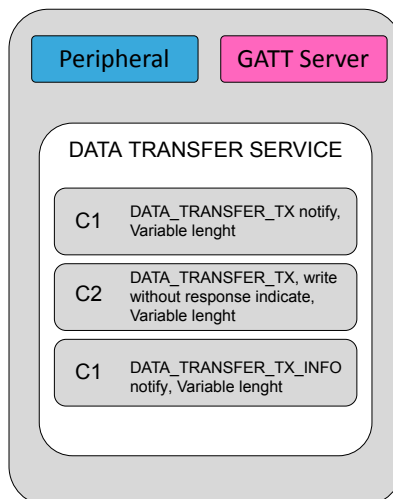 Peripheral
GATT Server
DATA TRANSFER SERVICE
C1
DATA_TRANSFER_TX notify,
Variable lenght
C2
DATA_TRANSFER_TX, write
without response indicate,
Variable lenght
C1
DATA_TRANSFER_TX_INFO
notify, Variable lenght